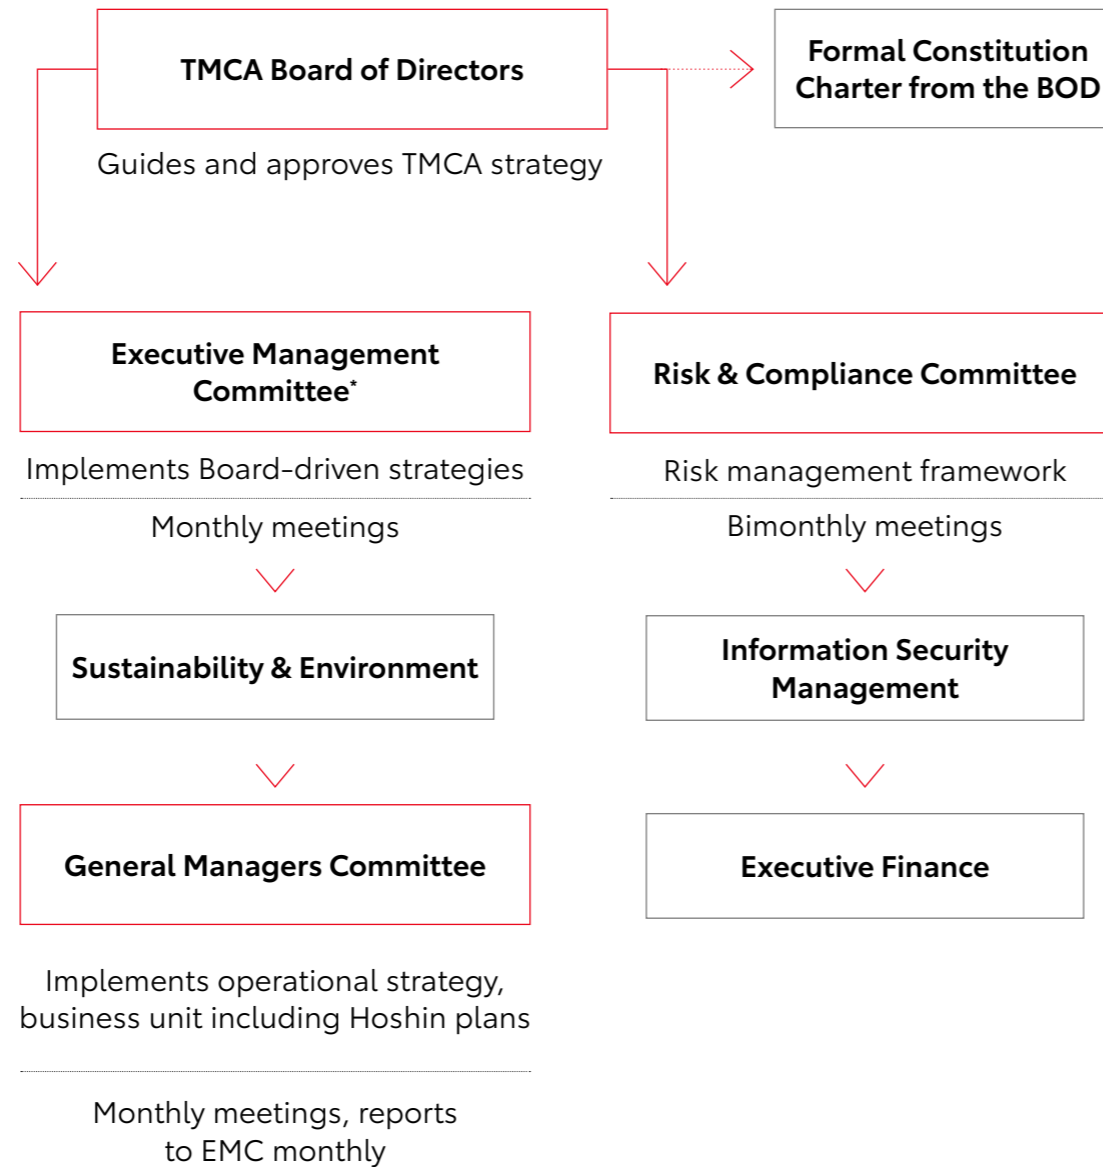 TMCA Board of Directors
Formal Constitution
Charter from the BOD
Guides and approves TMCA strategy
Executive Management
Committee*
Implements Board-driven strategies
Monthly meetings
Risk & Compliance Committee
Risk management framework
Bimonthly meetings
Sustainability & Environment
Information Security
Management
General Managers Committee
Executive Finance
Implements operational strategy,
business unit including Hoshin plans
Monthly meetings, reports
to EMC monthly